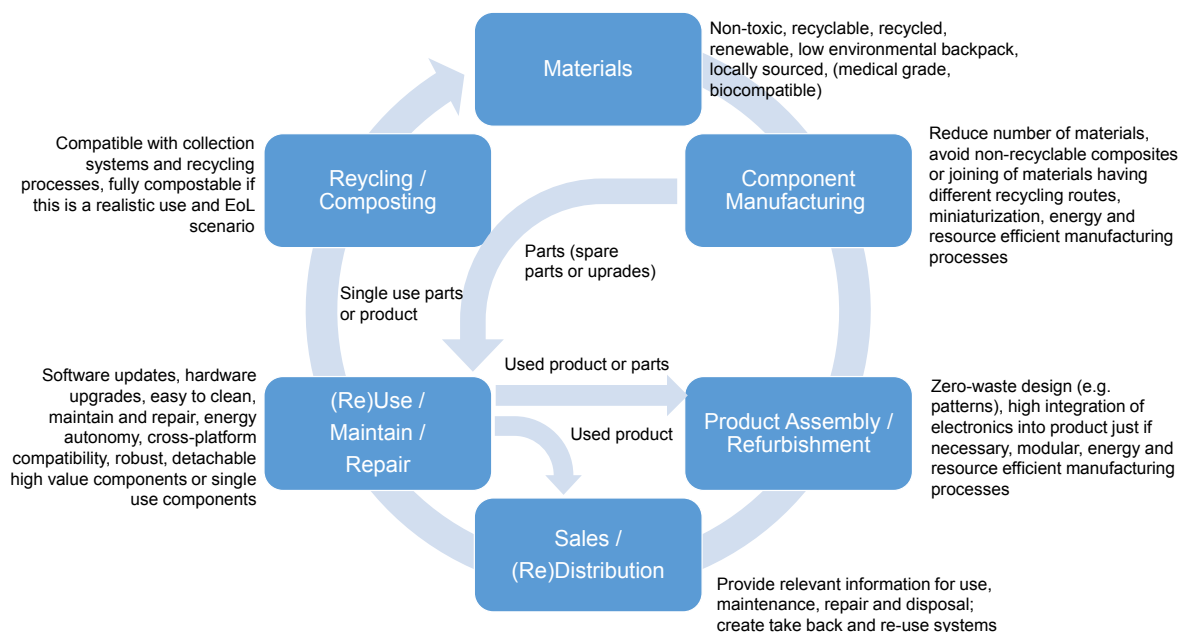 Materials
Non-toxic, recyclable, recycled,
renewable, low environmental backpack,
locally sourced, (medical grade,
biocompatible)
Compatible with collection
systems and recycling
processes, fully compostable if
this is a realistic use and EoL
scenario
Reycling /
Composting
Component
Manufacturing
Reduce number of materials,
avoid non-recyclable composites
or joining of materials having
different recycling routes,
miniaturization, energy and
resource efficient manufacturing
processes
Parts (spare
parts or uprades)
Single use parts
or product
Software updates, hardware
upgrades, easy to clean,
maintain and repair, energy
autonomy, cross-platform
compatibility, robust, detachable
high value components or single
use components
(Re)Use /
Maintain /
Repair
Used product or parts
Used product
Product Assembly /
Refurbishment
Zero-waste design (e.g.
patterns), high integration of
electronics into product just if
necessary, modular, energy and
resource efficient manufacturing
processes
Sales /
(Re)Distribution
Provide relevant information for use,
maintenance, repair and disposal;
create take back and re-use systems